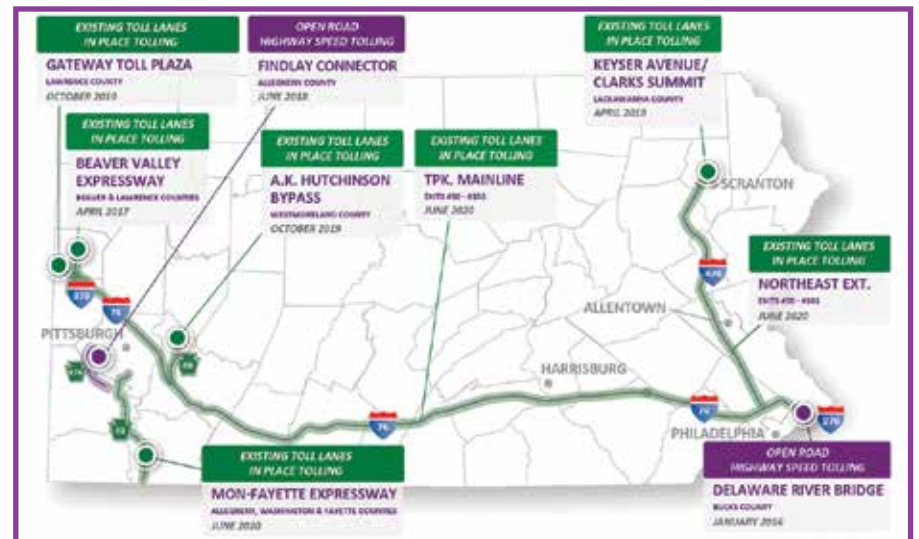 EXISTING TOLL LANES
IN PLACE TOLLING
GATEWAY TOLL PLAZA
LAWRENCE COUNTY
OCTOBER 2019
OPEN ROAD
HIGHWAY SPEED TOLLING
FINDLAY CONNECTOR
ALLEGHENY COUNTY
JUNE 2018
EXISTING TOLL LANES
IN PLACE TOLLING
KEYSER AVENUE/
CLARKS SUMMIT
LACKAWANNA COUNTY
APRIL 2018
EXISTING TOLL LANES
IN PLACE TOLLING
BEAVER VALLEY
EXPRESSWAY
BEAVER & LAWRENCE COUNTIES
APRIL 2017
EXISTING TOLL LANES
IN PLACE TOLLING
A.K. HUTCHINSON
BYPASS
WESTMORELAND COUNTY
OCTOBER 2019
EXISTING TOLL LANES
IN PLACE TOLLING
TPK. MAINLINE
JUNE 2020
SCRANTON
EXISTING TOLL LANES
IN PLACE TOLLING
NORTHEAST EXT.
JUNE 2020
476
376
76
ALLENTOWN
PITTSBURGH
HARRISBURG
76
76
276
PHILADELPHIA
EXISTING TOLL LANES
IN PLACE TOLLING
MON-FAYETTE EXPRESSWAY
ALLEGHENY, WASHINGTON & FAYETTE COUNTIES
JUNE 2020
OPEN ROAD
HIGHWAY SPEED TOLLING
DELAWARE RIVER BRIDGE
BUCKS COUNTY
JANUARY 2016